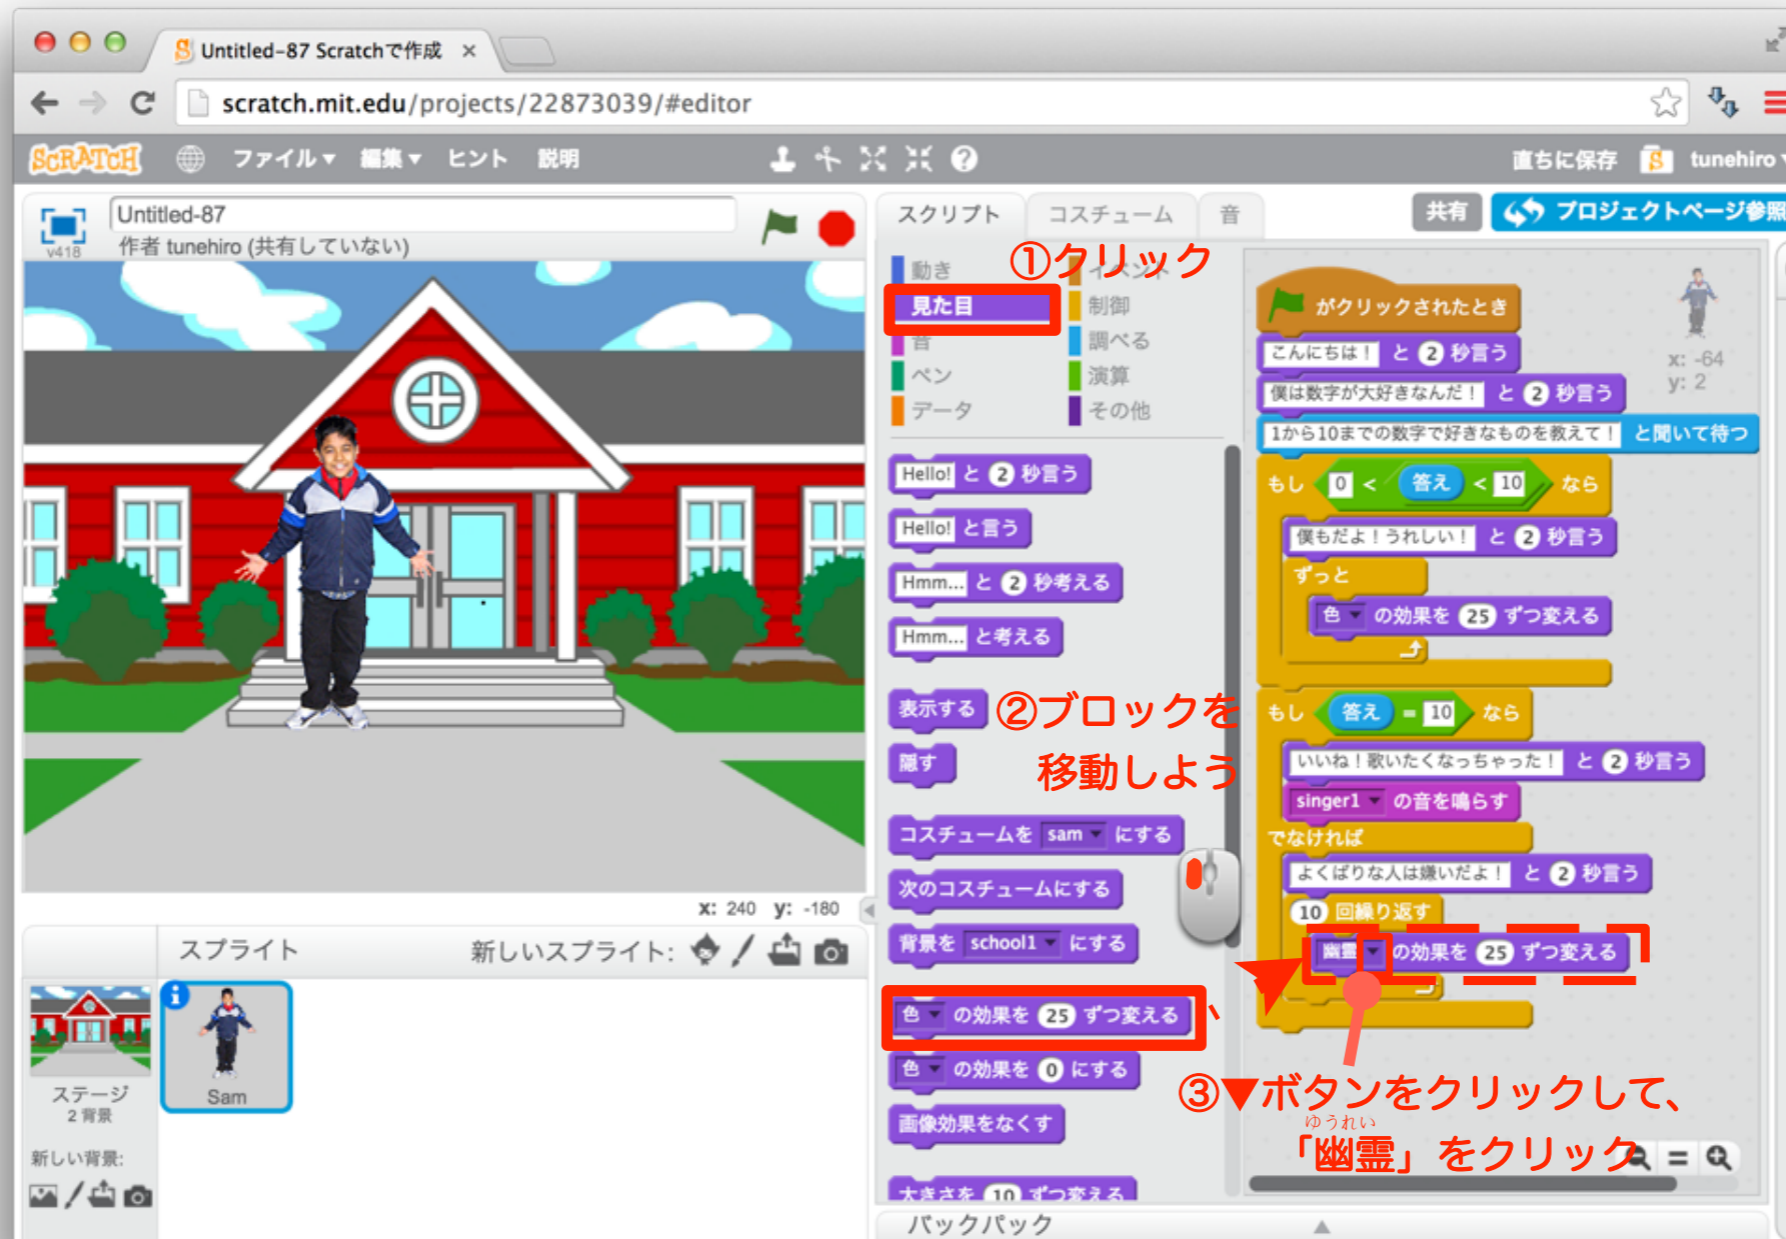 Untitled-87 Scratchで作成
scratch.mit.edu/projects/22873039/#editor
SCRATCH ファイル▼ 編集▼ ヒント 説明 直ちに保存 tunehiro
v418
Untitled-87
作者 tunehiro (共有していない)
スクリプト コスチューム 音
共有 プロジェクトページ参照
動き イベント
①クリック
見た目 制御
音 調べる
ペン 演算
データ その他
Hello! と 2 秒言う
Hello! と言う
Hmm... と 2 秒考える
Hmm... と考える
表示する
隠す
②ブロックを
移動しよう
コスチュームを sam にする
次のコスチュームにする
背景を school1 にする
色 の効果を 25 ずつ変える
色 の効果を 0 にする
画像効果をなくす
大きさを 10 ずつ変える
がクリックされたとき
こんにちは！ と 2 秒言う
僕は数字が大好きなんだ！ と 2 秒言う
1から10までの数字で好きなものを教えて！ と聞いて待つ
もし 0 < 答え < 10 なら
僕もだよ！うれしい！ と 2 秒言う
ずっと
色 の効果を 25 ずつ変える
もし 答え = 10 なら
いいね！歌いたくなっちゃった！ と 2 秒言う
singer1 の音を鳴らす
でなければ
よくばりな人は嫌いだよ！ と 2 秒言う
10 回繰り返す
幽霊 の効果を 25 ずつ変える
x: -64
y: 2
③▼ボタンをクリックして、
ゆうれい
「幽霊」をクリック
x: 240 y: -180
スプライト 新しいスプライト:
ステージ
2 背景
新しい背景:
Sam
バックパック